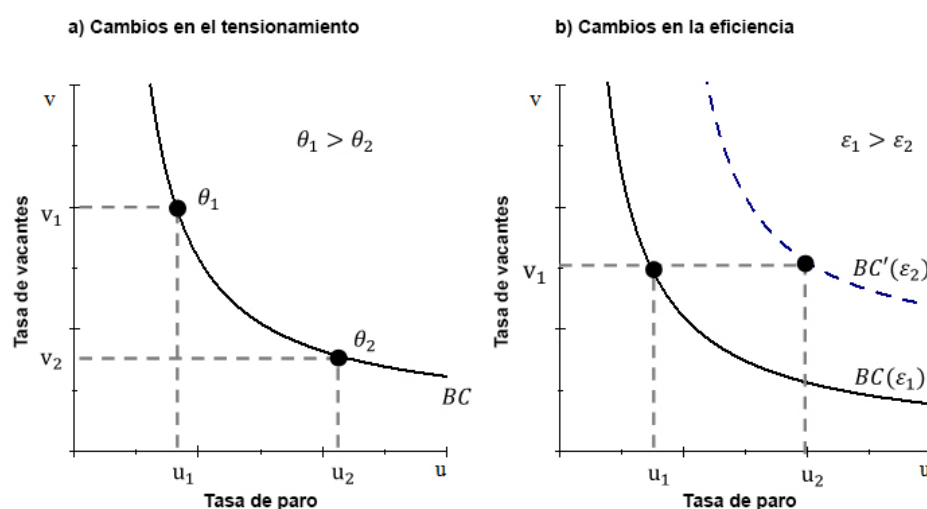 a) Cambios en el tensionamiento
v
θ₁ > θ₂
θ₁
v₁
Tasa de vacantes
θ₂
v₂
BC
u₁
u₂
u
Tasa de paro
b) Cambios en la eficiencia
v
ε₁ > ε₂
Tasa de vacantes
v₁
BC'(ε₂)
BC(ε₁)
u₁
u₂
u
Tasa de paro